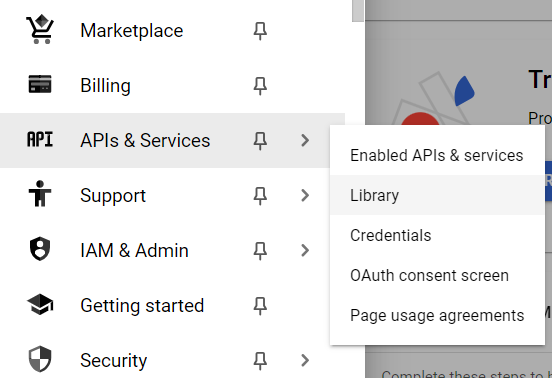 Marketplace
Billing
API APIs & Services
Support
IAM & Admin
Getting started
Security
Enabled APIs & services
Library
Credentials
OAuth consent screen
Page usage agreements
Tr
Pro
R
M
Complete these steps to b